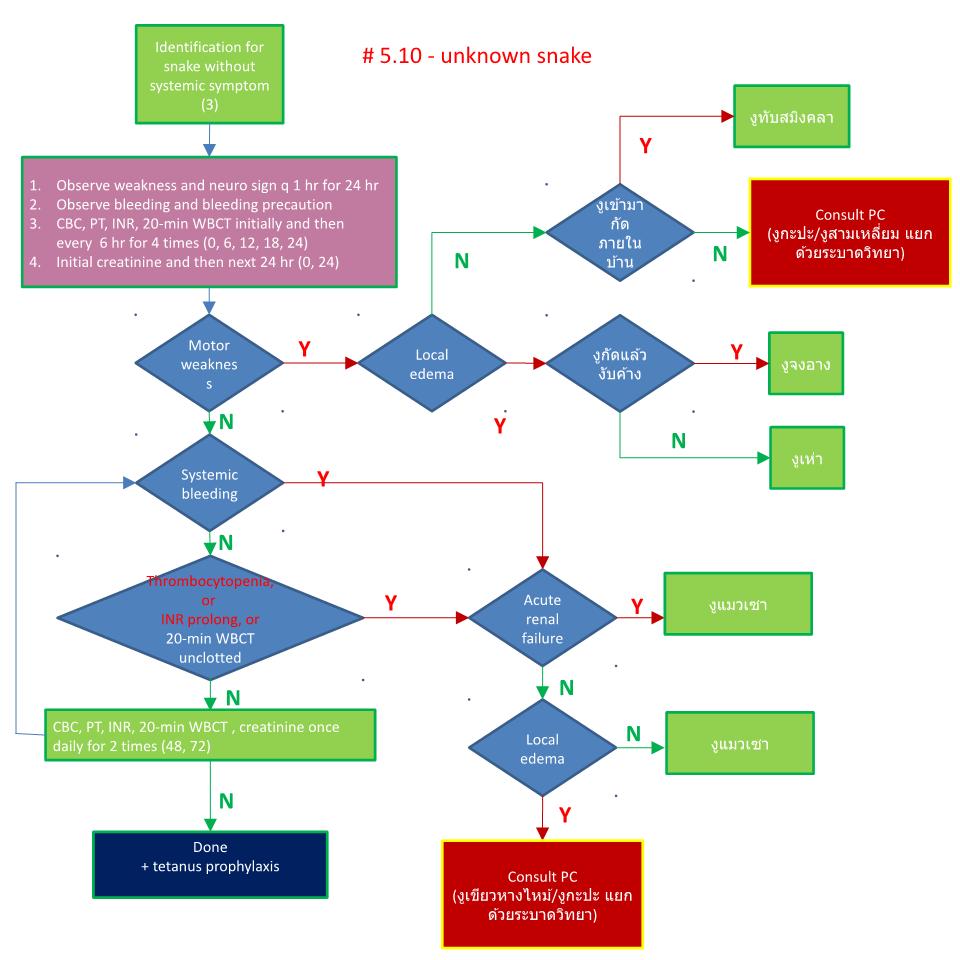 # 5.10 - unknown snake
Identification for
snake without
systemic symptom
(3)
1. Observe weakness and neuro sign q 1 hr for 24 hr
2. Observe bleeding and bleeding precaution
3. CBC, PT, INR, 20-min WBCT initially and then
every 6 hr for 4 times (0, 6, 12, 18, 24)
4. Initial creatinine and then next 24 hr (0, 24)
งูทับสมิงคลา
Y
งูเข้ามา
กัด
ภายใน
บ้าน
N
N
Consult PC
(งูกะปะ/งูสามเหลี่ยม แยก
ด้วยระบาดวิทยา)
Motor
weaknes
s
Y
Local
edema
Y
งูกัดแล้ว
งับค้าง
Y
งูจงอาง
N
งูเห่า
N
Systemic
bleeding
Y
N
Thrombocytopenia,
or
INR prolong, or
20-min WBCT
unclotted
Y
Acute
renal
failure
Y
งูแมวเซา
N
N
CBC, PT, INR, 20-min WBCT , creatinine once
daily for 2 times (48, 72)
Local
edema
N
งูแมวเซา
N
Y
Done
+ tetanus prophylaxis
Consult PC
(งูเขียวหางไหม้/งูกะปะ แยก
ด้วยระบาดวิทยา)